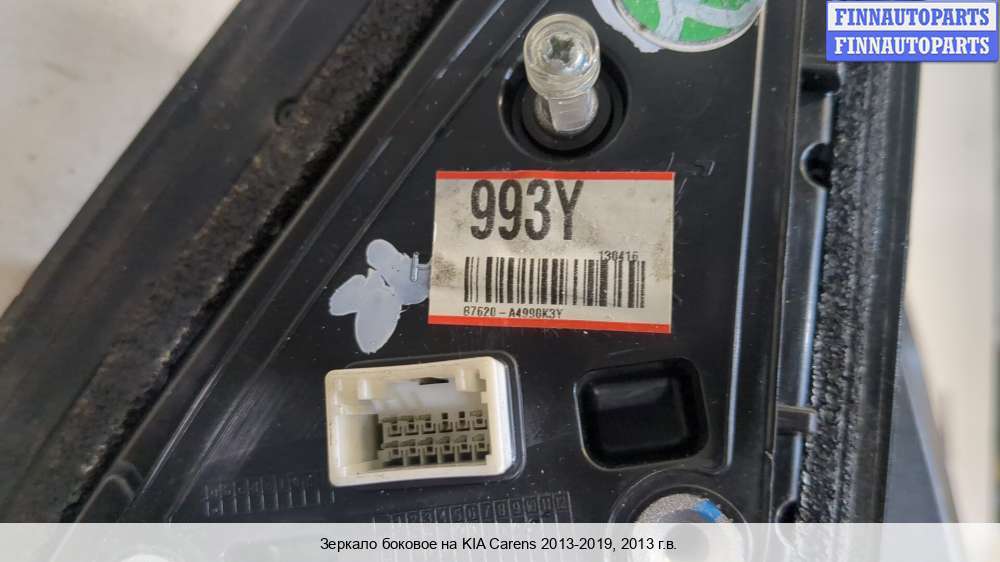 FINNAUTOPARTS
FINNAUTOPARTS
993Y
130416
87620-A4990K3Y
Зеркало боковое на KIA Carens 2013-2019, 2013 г.в.